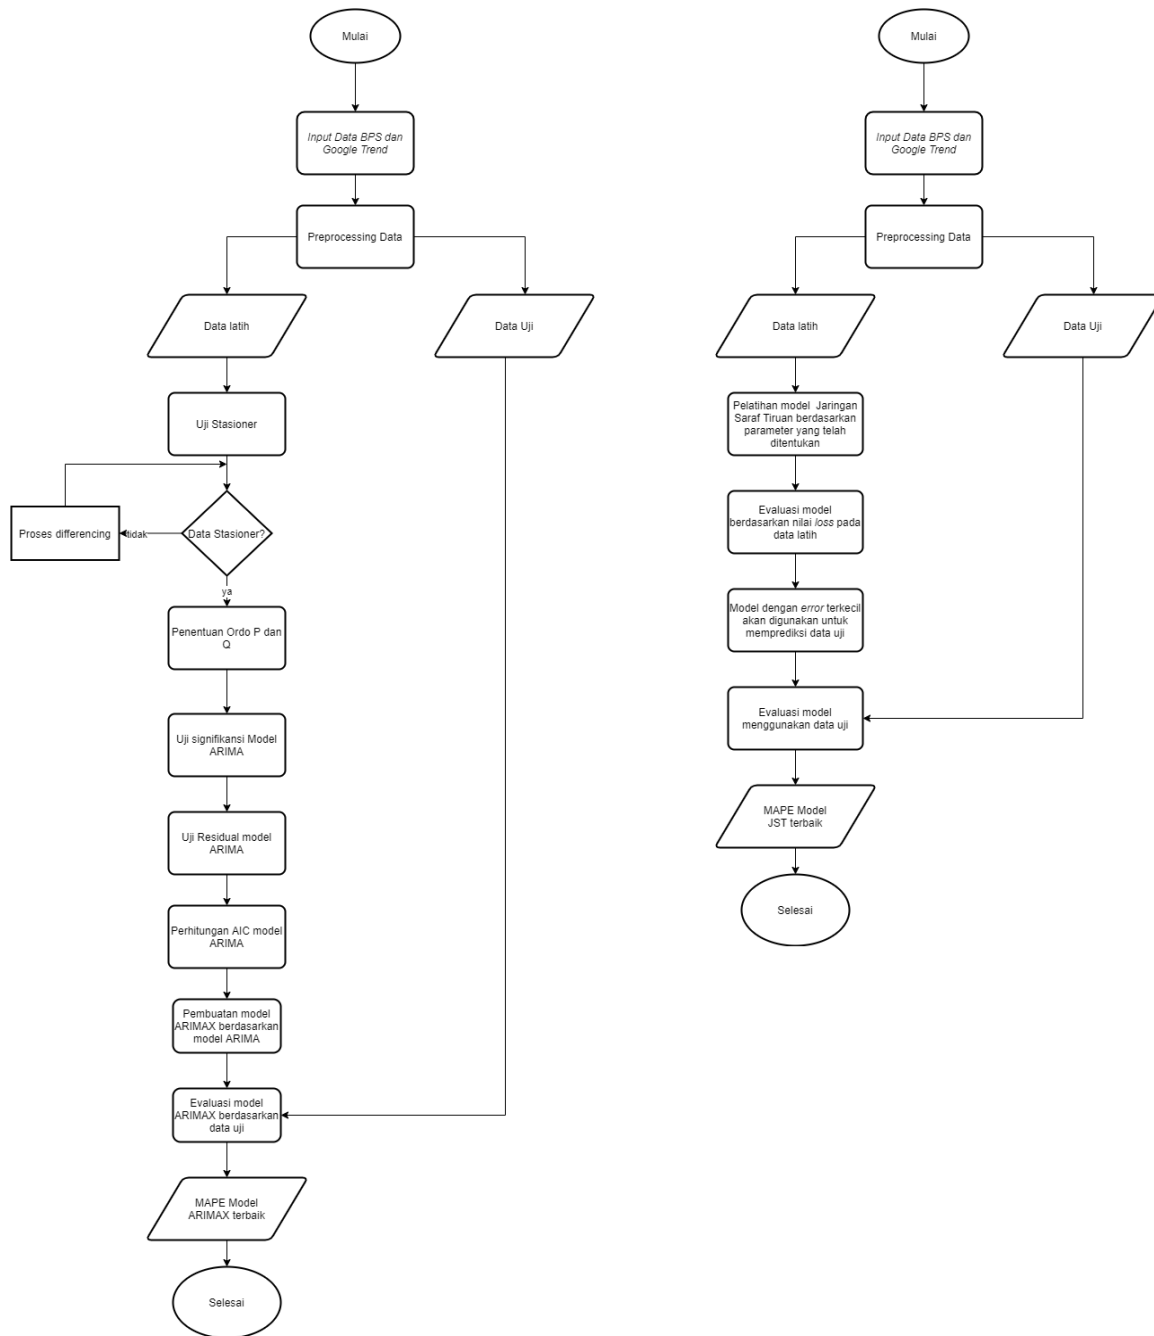 Mulai
Input Data BPS dan
Google Trend
Preprocessing Data
Data latih
Data Uji
Uji Stasioner
Data Stasioner?
tidak
Proses differencing
ya
Penentuan Ordo P dan
Q
Uji signifikansi Model
ARIMA
Uji Residual model
ARIMA
Perhitungan AIC model
ARIMA
Pembuatan model
ARIMAX berdasarkan
model ARIMA
Evaluasi model
ARIMAX berdasarkan
data uji
MAPE Model
ARIMAX terbaik
Selesai
Mulai
Input Data BPS dan
Google Trend
Preprocessing Data
Data latih
Data Uji
Pelatihan model Jaringan
Saraf Tiruan berdasarkan
parameter yang telah
ditentukan
Evaluasi model
berdasarkan nilai loss pada
data latih
Model dengan error terkecil
akan digunakan untuk
memprediksi data uji
Evaluasi model
menggunakan data uji
MAPE Model
JST terbaik
Selesai